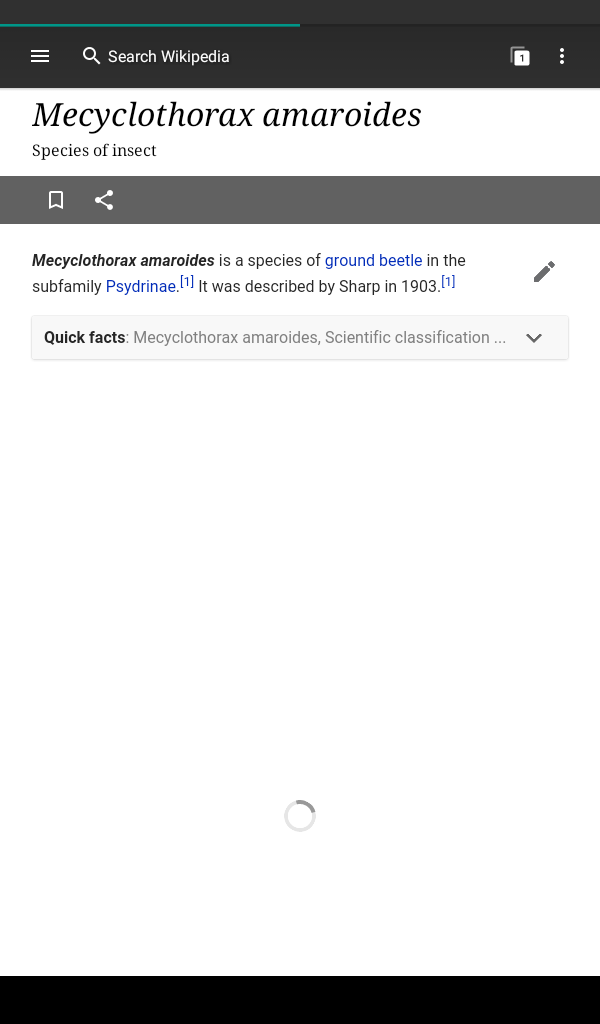 Search Wikipedia
1
Mecyclothorax amaroides
Species of insect
Mecyclothorax amaroides is a species of ground beetle in the
subfamily Psydrinae.[1] It was described by Sharp in 1903.[1]
Quick facts: Mecyclothorax amaroides, Scientific classification ...